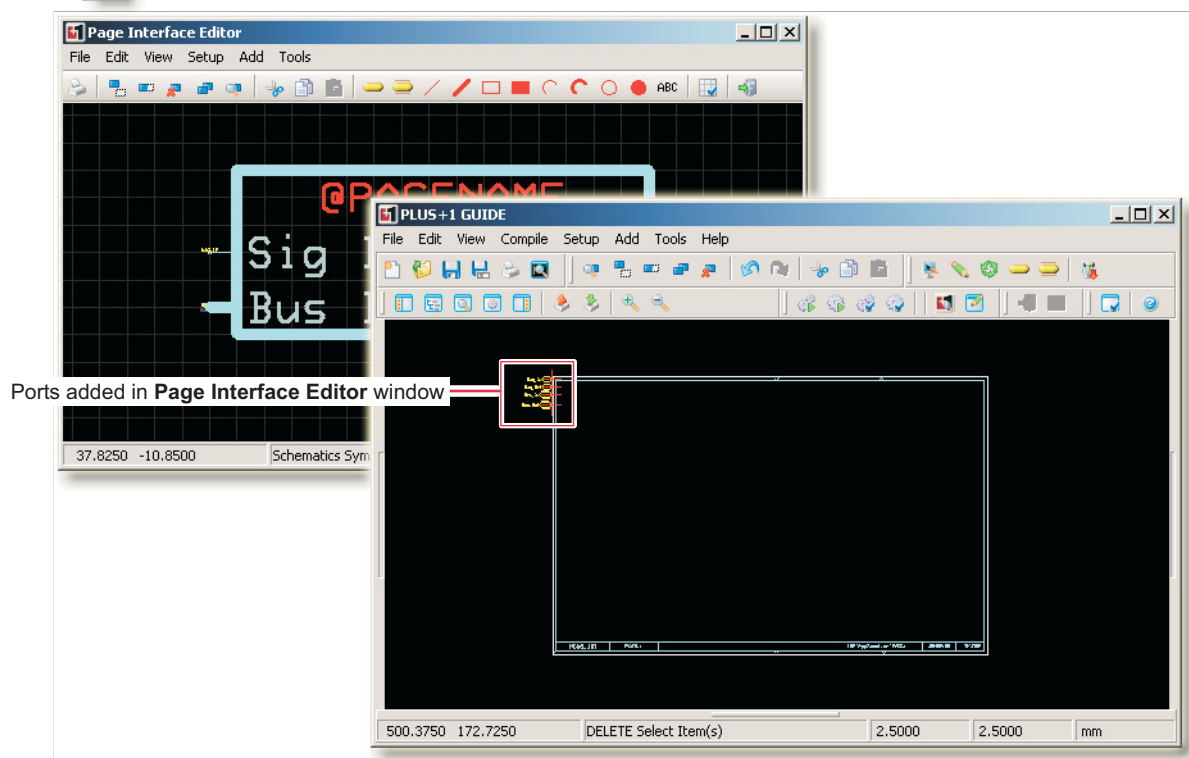 Page Interface Editor
File Edit View Setup Add Tools
ABC
@PAGENAME
Sig
Bus
37.8250 -10.8500 Schematics Sym
Ports added in Page Interface Editor window
PLUS+1 GUIDE
File Edit View Compile Setup Add Tools Help
500.3750 172.7250 DELETE Select Item(s) 2.5000 2.5000 mm